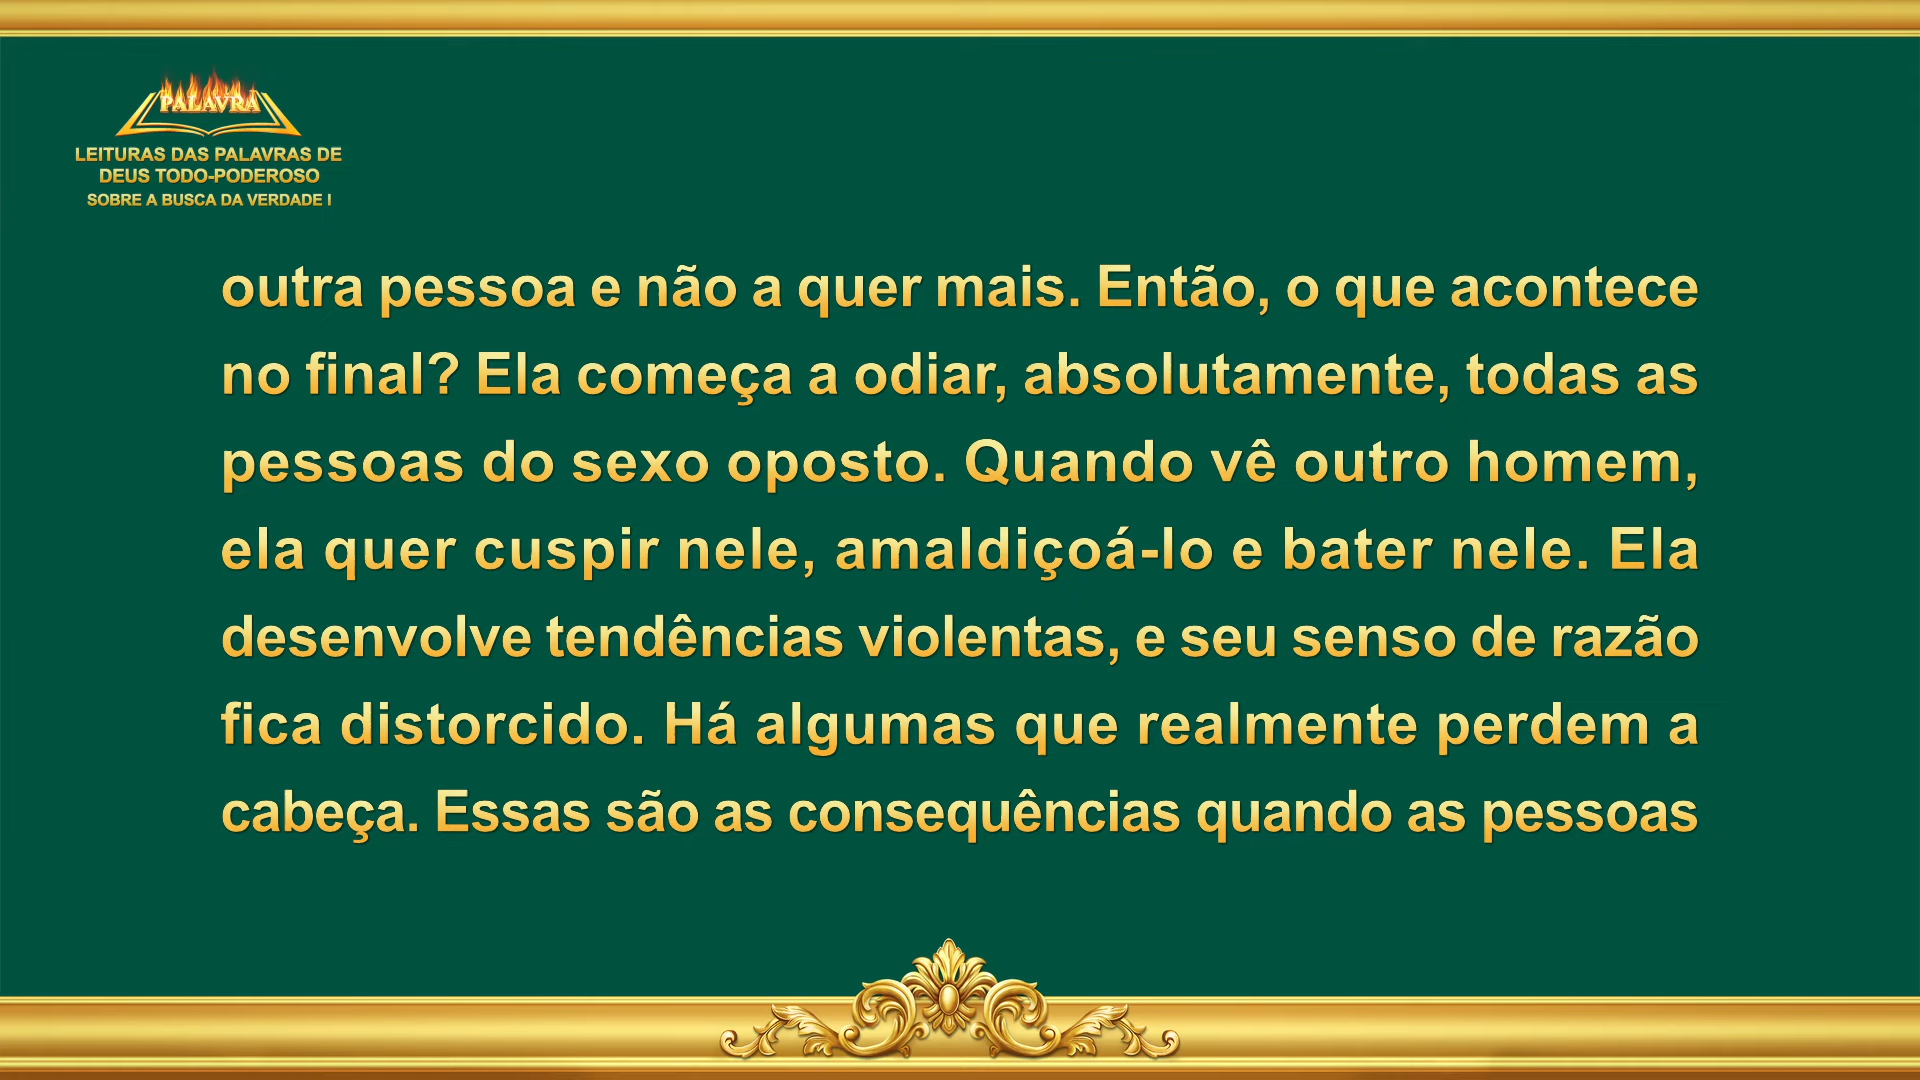 PALAVRA
LEITURAS DAS PALAVRAS DE
DEUS TODO-PODEROSO
SOBRE A BUSCA DA VERDADE I
outra pessoa e não a quer mais. Então, o que acontece
no final? Ela começa a odiar, absolutamente, todas as
pessoas do sexo oposto. Quando vê outro homem,
ela quer cuspir nele, amaldiçoá-lo e bater nele. Ela
desenvolve tendências violentas, e seu senso de razão
fica distorcido. Há algumas que realmente perdem a
cabeça. Essas são as consequências quando as pessoas